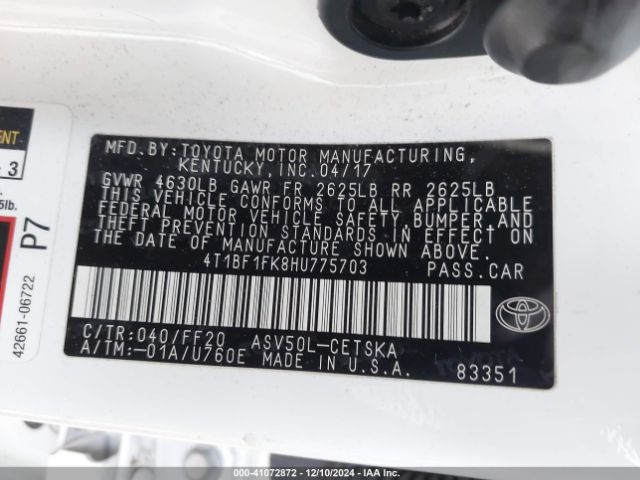 MFD. BY: TOYOTA MOTOR MANUFACTURING,
KENTUCKY, INC. 04/17
GVWR 4630LB GAWR FR 2625LB RR 2625LB
THIS VEHICLE CONFORMS TO ALL APPLICABLE
FEDERAL MOTOR VEHICLE SAFETY, BUMPER, AND
THEFT PREVENTION STANDARDS IN EFFECT ON
THE DATE OF MANUFACTURE SHOWN ABOVE.
4T1BF1FK8HU775703 PASS. CAR
C/TR: 040/FF20 ASV50L-CETSKA
A/TM: -01A/U760E MADE IN U.S.A.
83351
TOYOTA
3
P7
42661-06722
000-41072872 - 12/10/2024 - IAA